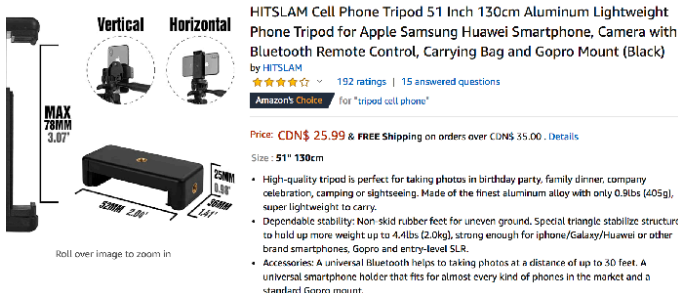 Vertical Horizontal
MAX
78MM
3.07"
25MM
0.98"
52MM 2.04"
36MM
1.41"
Roll over image to zoom in
HITSLAM Cell Phone Tripod 51 Inch 130cm Aluminum Lightweight
Phone Tripod for Apple Samsung Huawei Smartphone, Camera with
Bluetooth Remote Control, Carrying Bag and Gopro Mount (Black)
by HITSLAM
192 ratings | 15 answered questions
Amazon's Choice for "tripod cell phone"
Price: CDN$ 25.99 & FREE Shipping on orders over CDN$ 35.00 . Details
Size : 51" 130cm
• High-quality tripod is perfect for taking photos in birthday party, family dinner, company
celebration, camping or sightseeing. Made of the finest aluminum alloy with only 0.9lbs (405g),
super lightweight to carry.
• Dependable stability: Non-skid rubber feet for uneven ground. Special triangle stabilize structure
to hold up more weight up to 4.4lbs (2.0kg), strong enough for iphone/Galaxy/Huawei or other
brand smartphones, Gopro and entry-level SLR.
• Accessories: A universal Bluetooth helps to taking photos at a distance of up to 30 feet. A
universal smartphone holder that fits for almost every kind of phones in the market and a
standard Gopro mount.